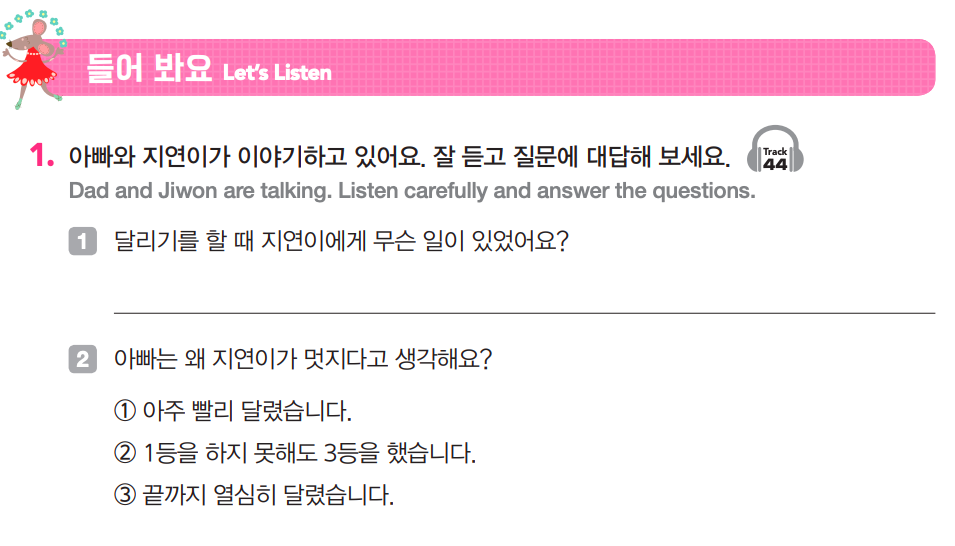 들어 봐요 Let's Listen
1. 아빠와 지연이가 이야기하고 있어요. 잘 듣고 질문에 대답해 보세요. Track 44
Dad and Jiwon are talking. Listen carefully and answer the questions.
1 달리기를 할 때 지연이에게 무슨 일이 있었어요?
2 아빠는 왜 지연이가 멋지다고 생각해요?
① 아주 빨리 달렸습니다.
② 1등을 하지 못해도 3등을 했습니다.
③ 끝까지 열심히 달렸습니다.